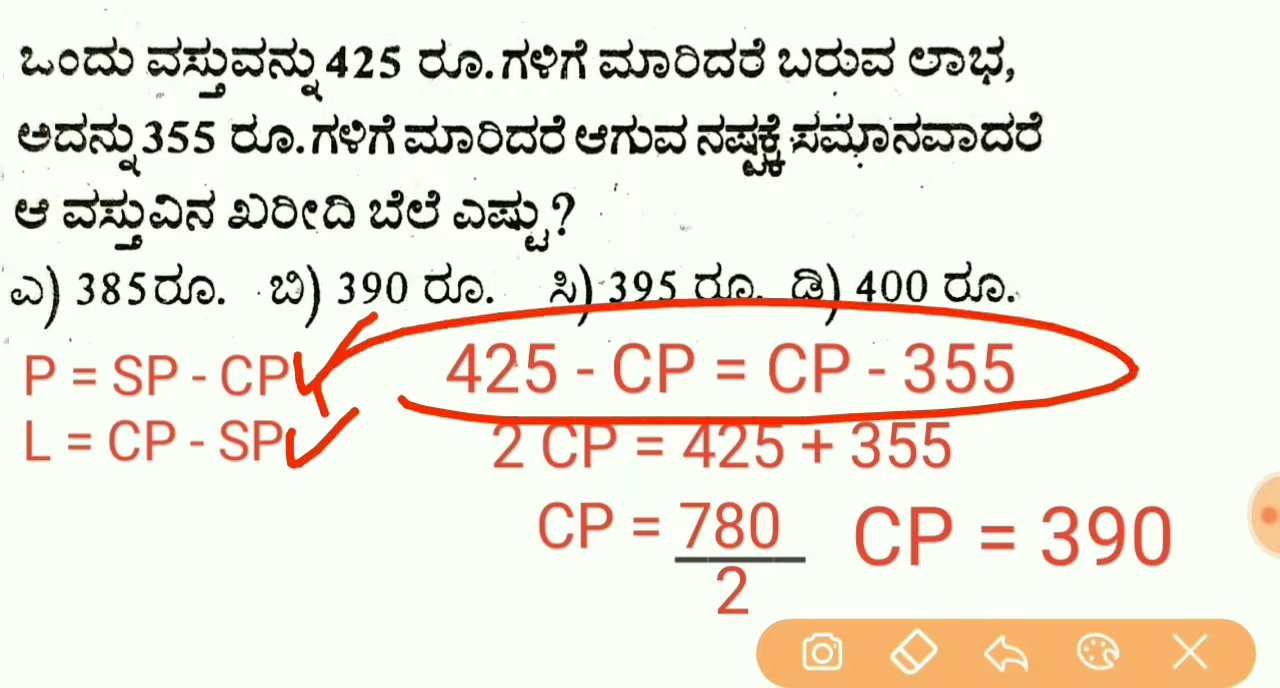 ಒಂದು ವಸ್ತುವನ್ನು 425 ರೂ.ಗಳಿಗೆ ಮಾರಿದರೆ ಬರುವ ಲಾಭ,
ಅದನ್ನು 355 ರೂ.ಗಳಿಗೆ ಮಾರಿದರೆ ಆಗುವ ನಷ್ಟಕ್ಕೆ ಸಮಾನವಾದರೆ
ಆ ವಸ್ತುವಿನ ಖರೀದಿ ಬೆಲೆ ಎಷ್ಟು?
ಎ) 385ರೂ. ಬಿ) 390 ರೂ. ಸಿ) 395 ರೂ. ಡಿ) 400 ರೂ.
P = SP - CP 425 - CP = CP - 355
L = CP - SP 2 CP = 425 + 355
CP = 780 CP = 390
2